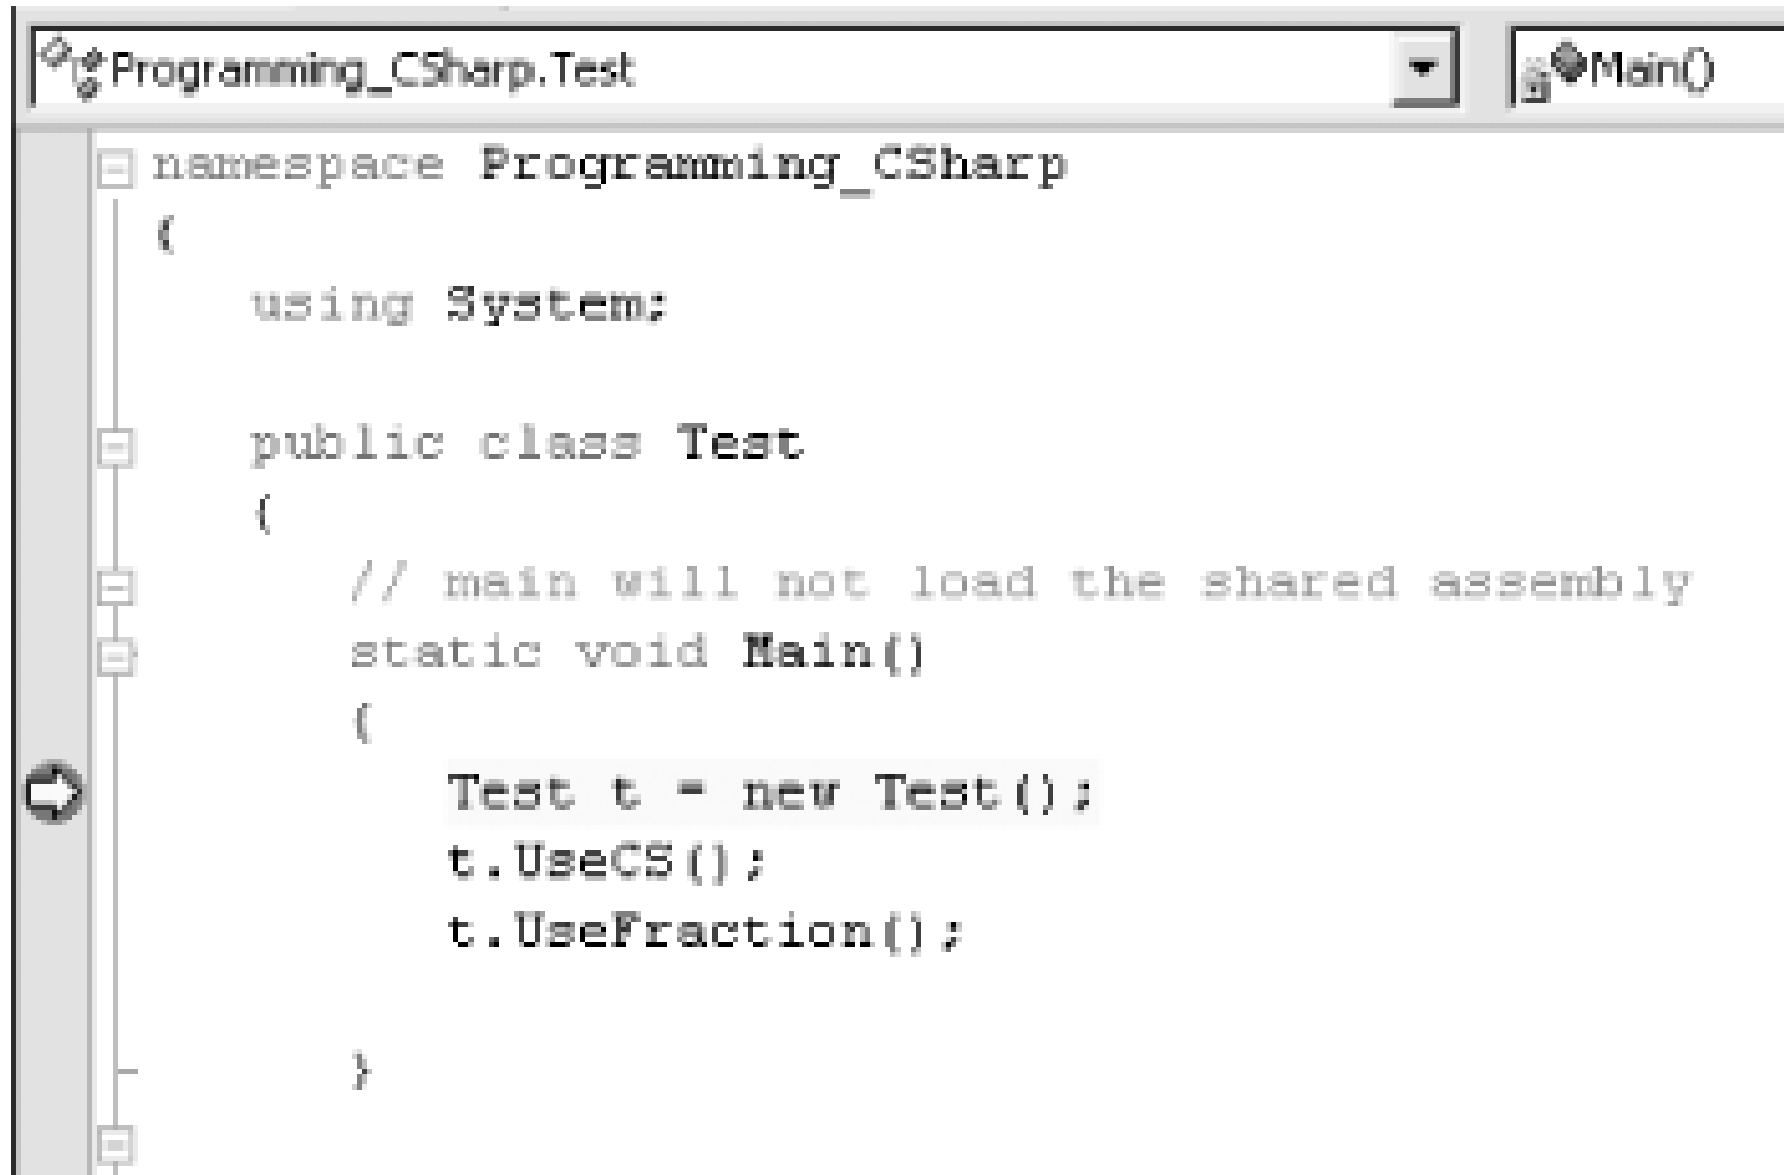 Programming_CSharp.Test
Main()
namespace Programming_CSharp
{
using System;
public class Test
{
// main will not load the shared assembly
static void Main()
{
Test t = new Test();
t.UseCS();
t.UseFraction();
}